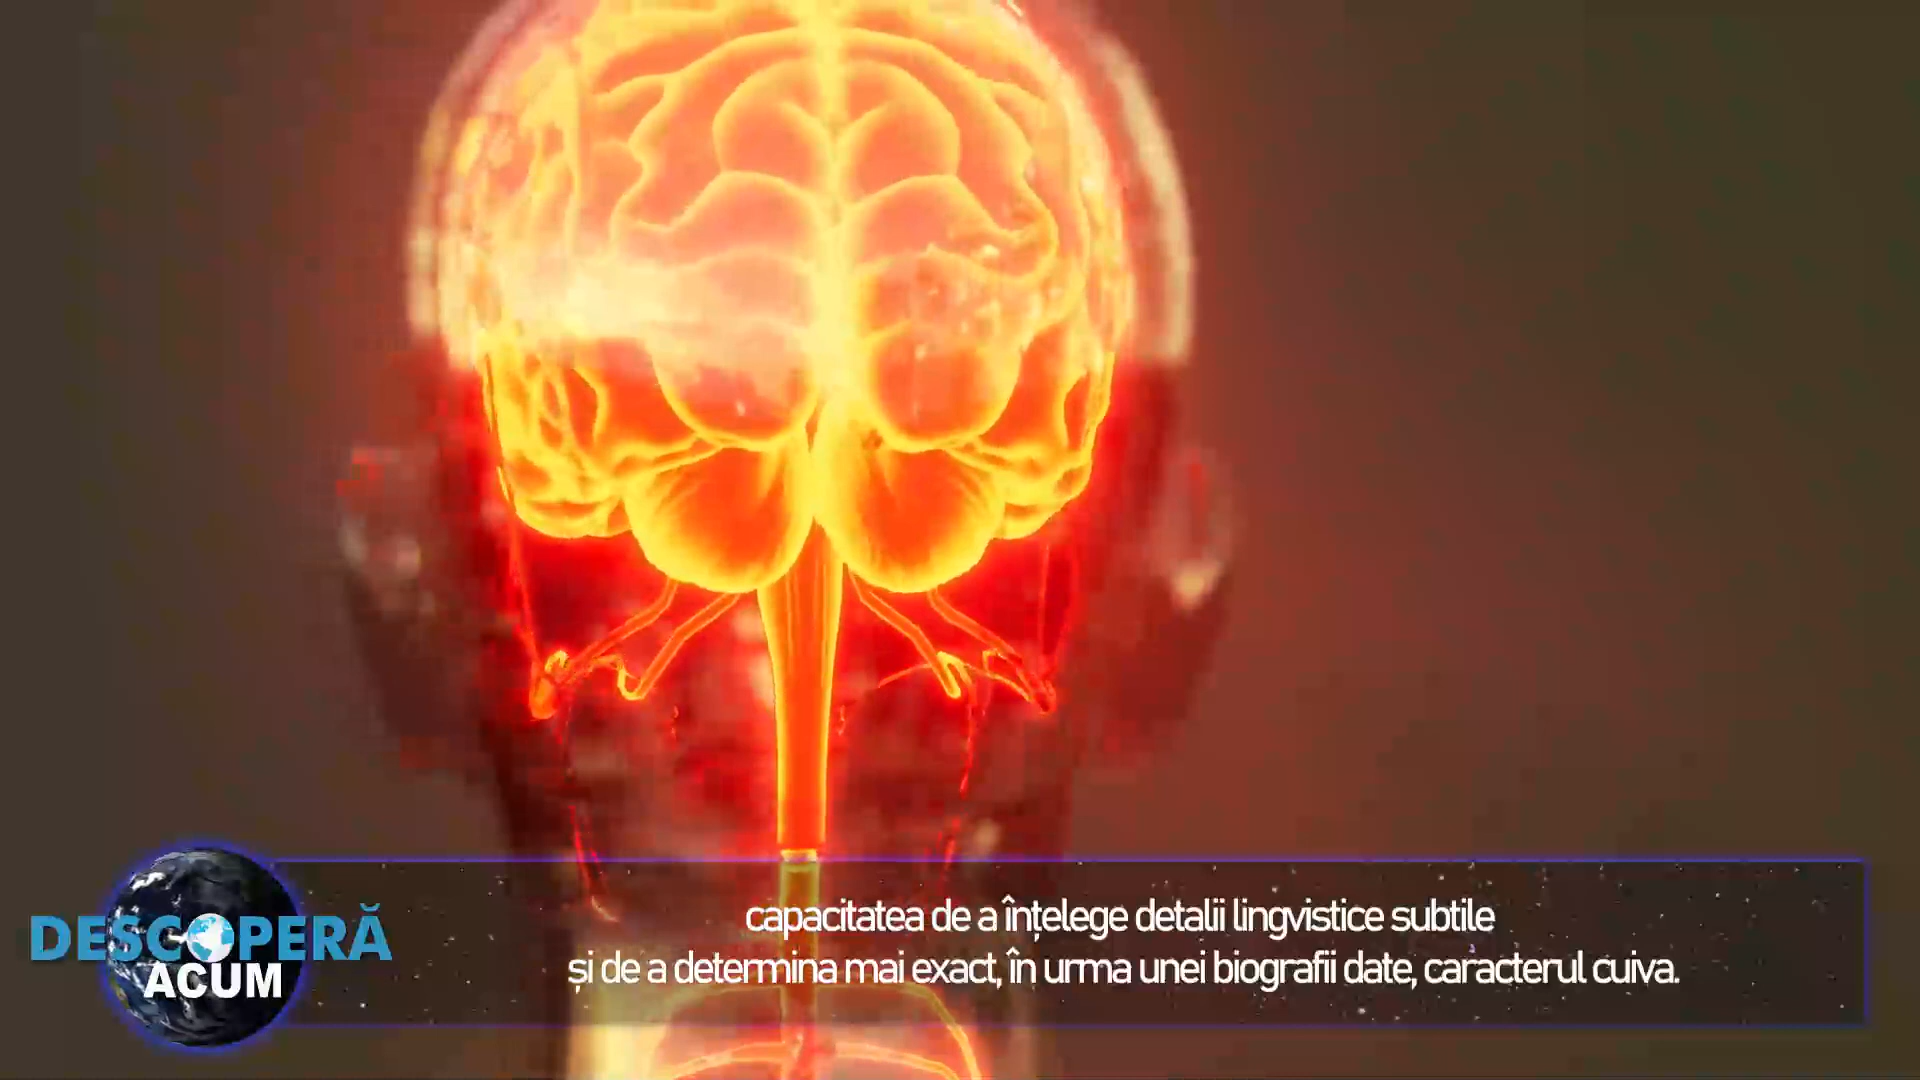 DESCOPERĂ
ACUM
capacitatea de a înțelege detalii lingvistice subtile
și de a determina mai exact, în urma unei biografii date, caracterul cuiva.